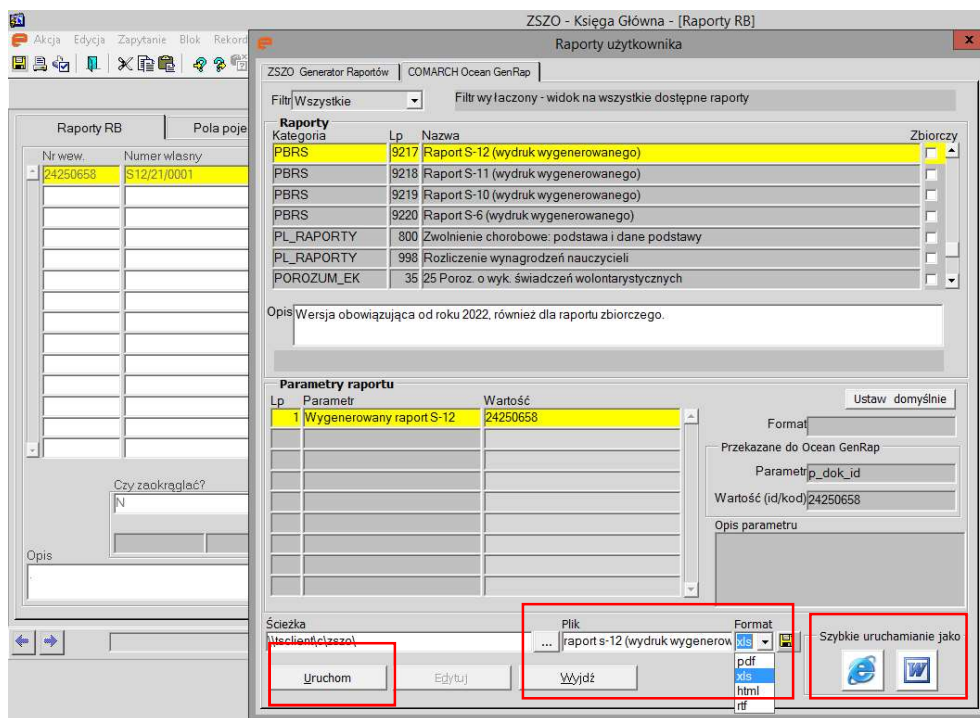 ZSZO - Księga Główna - [Raporty RB]
Akcja Edycja Zapytanie Blok Rekord
Raporty RB
Pola poje
Nr wew. Numer wlasny
24250658 S12/21/0001
Czy zaokrąglać?
N
Opis
.
Raporty użytkownika
x
ZSZO Generator Raportów COMARCH Ocean GenRap
Filtr Wszystkie Filtr wyłaczony - widok na wszystkie dostępne raporty
Raporty
Kategoria Lp Nazwa Zbiorczy
PBRS 9217 Raport S-12 (wydruk wygenerowanego)
PBRS 9218 Raport S-11 (wydruk wygenerowanego)
PBRS 9219 Raport S-10 (wydruk wygenerowanego)
PBRS 9220 Raport S-6 (wydruk wygenerowanego)
PL_RAPORTY 800 Zwolnienie chorobowe: podstawa i dane podstawy
PL_RAPORTY 998 Rozliczenie wynagrodzeń nauczycieli
POROZUM_EK 35 25 Poroz. o wyk. świadczeń wolontarystycznych
Opis Wersja obowiązująca od roku 2022, również dla raportu zbiorczego.
Parametry raportu
Lp Parametr Wartość
1 Wygenerowany raport S-12 24250658
Ustaw domyślnie
Format
Przekazane do Ocean GenRap
Parametr p_dok_id
Wartość (id/kod) 24250658
Opis parametru
Ścieżka Plik Format
\\tsclient\c\zszo\ ... raport s-12 (wydruk wygenerow xls
pdf
xls
html
rtf
Szybkie uruchamianie jako
Uruchom Edytuj Wyjdź